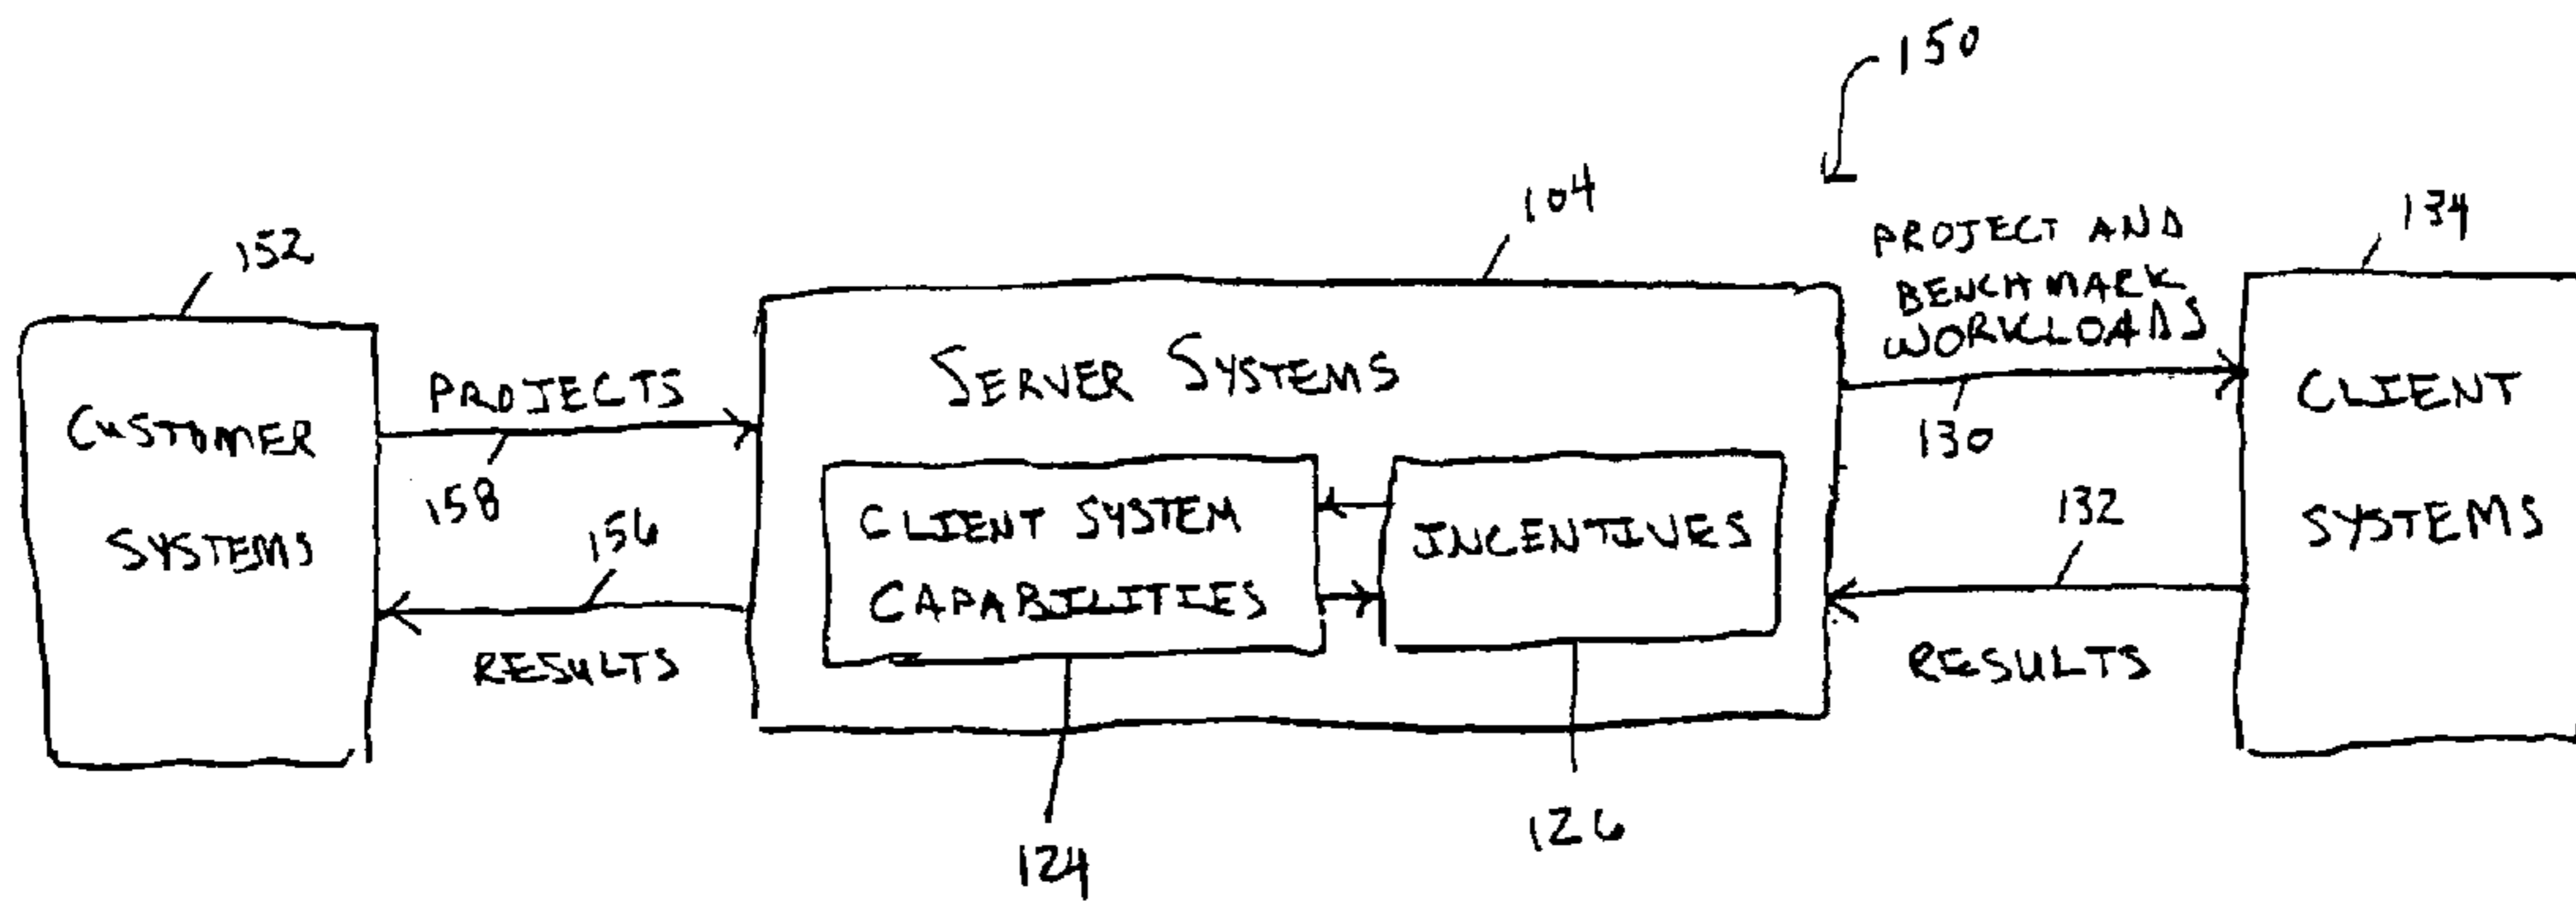 150
104
134
152
PROJECT AND
BENCHMARK
WORKLOADS
SERVER SYSTEMS
PROJECTS
CUSTOMER
SYSTEMS
CLIENT
SYSTEMS
130
158
156
132
CLIENT SYSTEM
CAPABILITIES
INCENTIVES
RESULTS
RESULTS
124
126